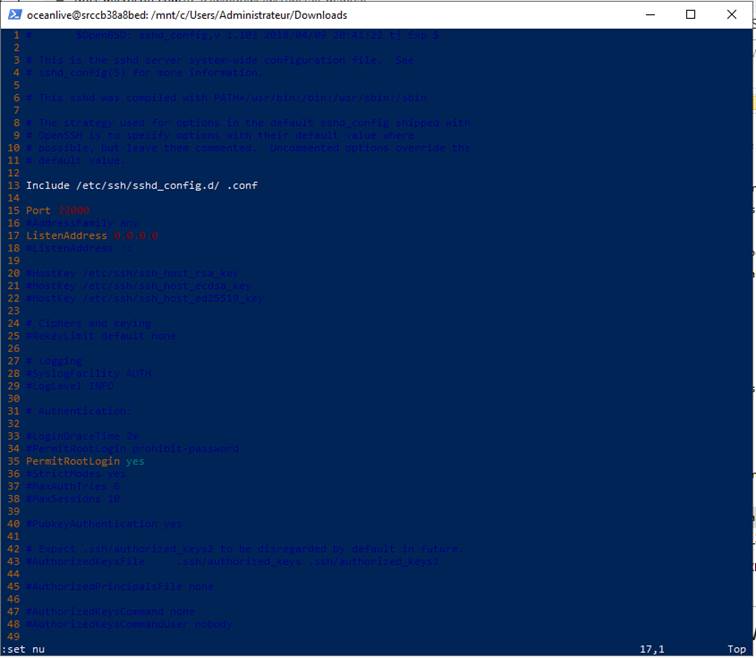 oceanlive@srccb38a8bed: /mnt/c/Users/Administrateur/Downloads
1 # $OpenBSD: sshd_config,v 1.103 2018/04/09 20:41:22 tj Exp $
2
3 # This is the sshd server system-wide configuration file. See
4 # sshd_config(5) for more information.
5
6 # This sshd was compiled with PATH=/usr/bin:/bin:/usr/sbin:/sbin
7
8 # The strategy used for options in the default sshd_config shipped with
9 # OpenSSH is to specify options with their default value where
10 # possible, but leave them commented. Uncommented options override the
11 # default value.
12
13 Include /etc/ssh/sshd_config.d/ .conf
14
15 Port 22000
16 #AddressFamily any
17 ListenAddress 0.0.0.0
18 #ListenAddress ::
19
20 #HostKey /etc/ssh/ssh_host_rsa_key
21 #HostKey /etc/ssh/ssh_host_ecdsa_key
22 #HostKey /etc/ssh/ssh_host_ed25519_key
23
24 # Ciphers and keying
25 #RekeyLimit default none
26
27 # Logging
28 #SyslogFacility AUTH
29 #LogLevel INFO
30
31 # Authentication:
32
33 #LoginGraceTime 2m
34 #PermitRootLogin prohibit-password
35 PermitRootLogin yes
36 #StrictModes yes
37 #MaxAuthTries 6
38 #MaxSessions 10
39
40 #PubkeyAuthentication yes
41
42 # Expect .ssh/authorized_keys2 to be disregarded by default in future.
43 #AuthorizedKeysFile .ssh/authorized_keys .ssh/authorized_keys2
44
45 #AuthorizedPrincipalsFile none
46
47 #AuthorizedKeysCommand none
48 #AuthorizedKeysCommandUser nobody
49
:set nu 17,1 Top